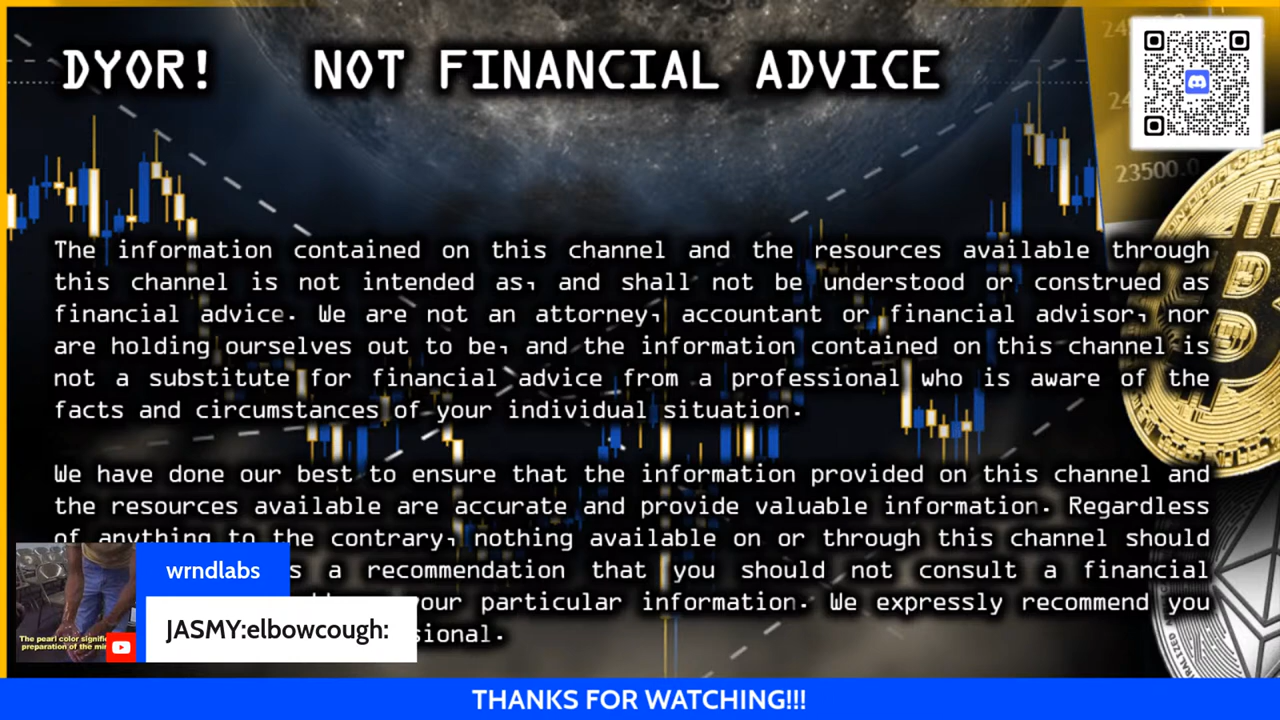 DYOR! NOT FINANCIAL ADVICE
24
23500.0
The information contained on this channel and the resources available through
this channel is not intended as, and shall not be understood or construed as
financial advice. We are not an attorney, accountant or financial advisor, nor
are holding ourselves out to be, and the information contained on this channel is
not a substitute for financial advice from a professional who is aware of the
facts and circumstances of your individual situation.
We have done our best to ensure that the information provided on this channel and
the resources available are accurate and provide valuable information. Regardless
of anything to the contrary, nothing available on or through this channel should
s a recommendation that you should not consult a financial
your particular information. We expressly recommend you
sional.
wrndlabs
JASMY:elbowcough:
The pearl color
preparation of the
THANKS FOR WATCHING!!!